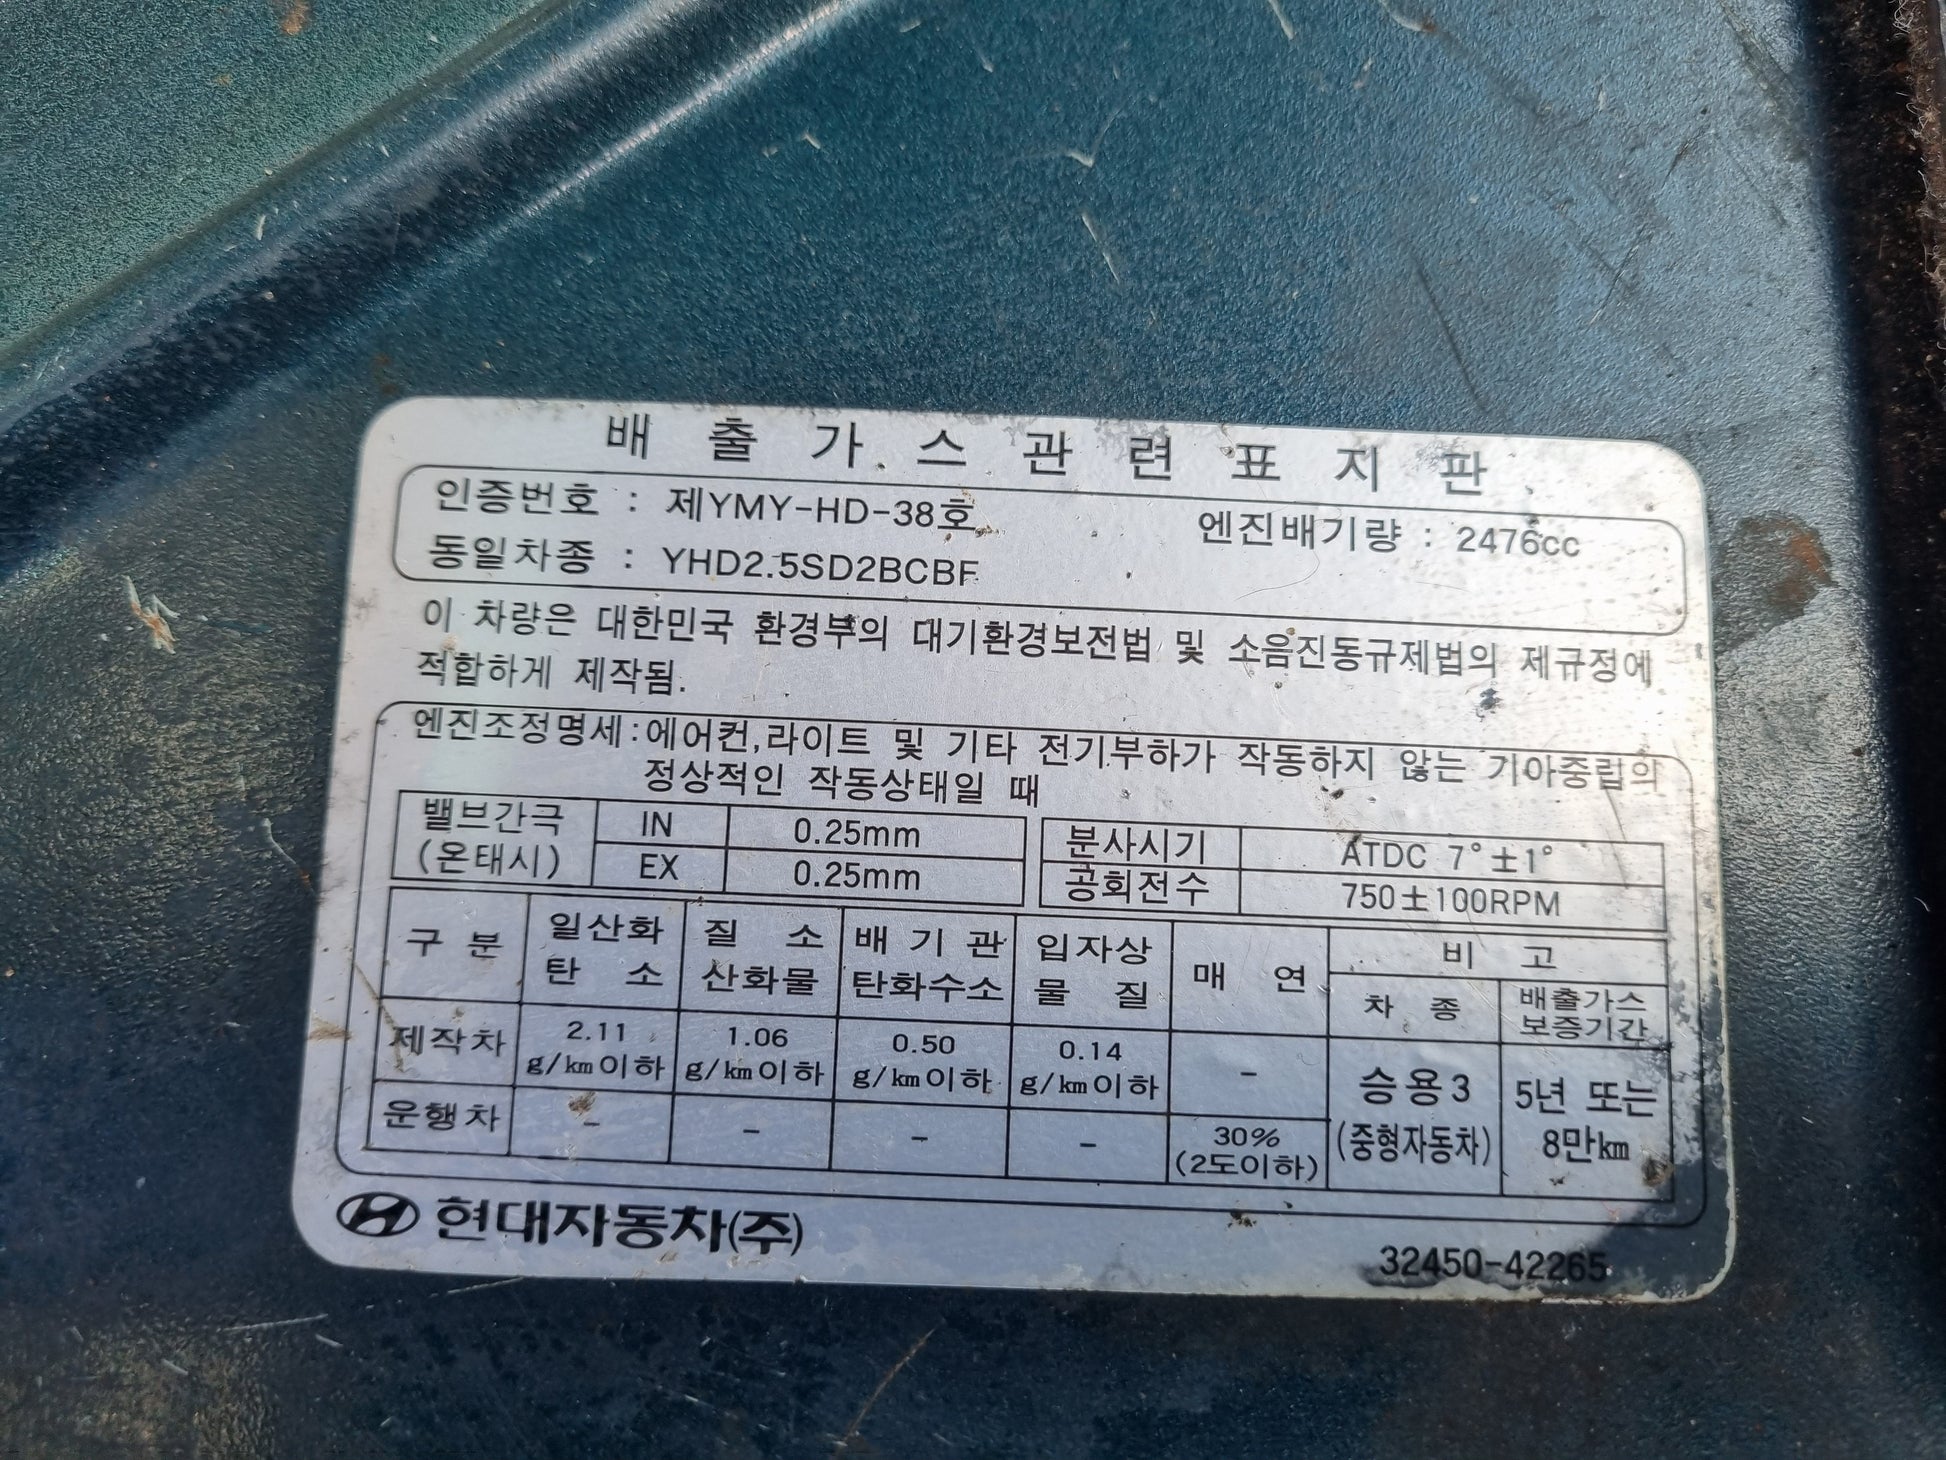 배출가스관련표지판
인증번호 : 제YMY-HD-38호 엔진배기량 : 2476cc
동일차종 : YHD2.5SD2BCBF
이 차량은 대한민국 환경부의 대기환경보전법 및 소음진동규제법의 제규정에
적합하게 제작됨.
엔진조정명세:에어컨,라이트 및 기타 전기부하가 작동하지 않는 기아중립의
정상적인 작동상태일 때
밸브간극 (온태시) IN 0.25mm 분사시기 ATDC 7°±1°
EX 0.25mm 공회전수 750±100RPM
구 분 일산화 탄 소 질 소 산화물 배 기 관 탄화수소 입자상 물 질 매 연 비 고
차 종 배출가스 보증기간
제작차 2.11 g/km이하 1.06 g/km이하 0.50 g/km이하 0.14 g/km이하 - 승용3 (중형자동차) 5년 또는 8만km
운행차 - - - - 30% (2도이하)
현대자동차(주)
32450-42265